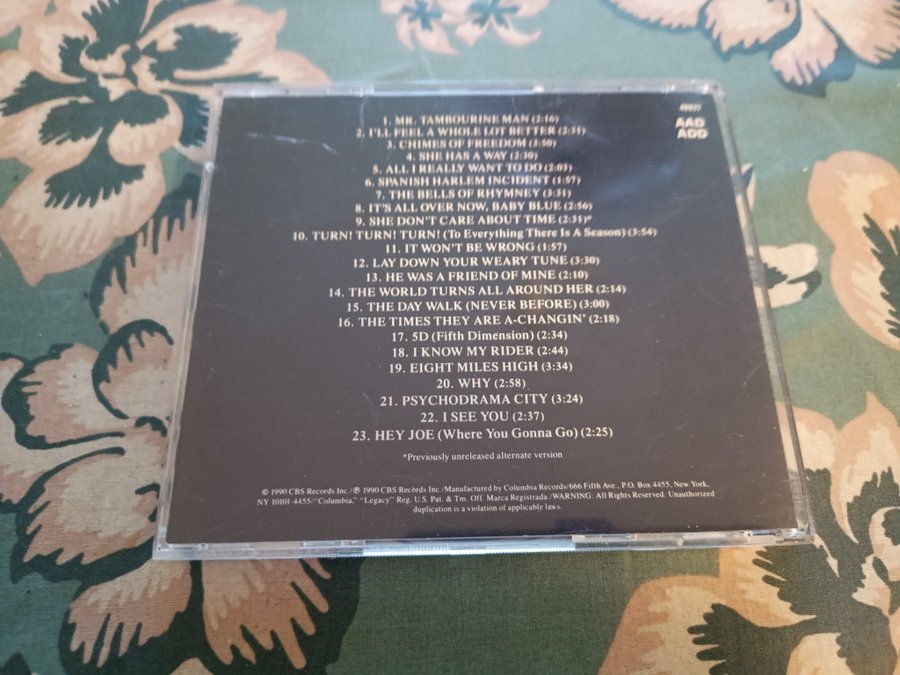 46937
AAD
ADD
1. MR. TAMBOURINE MAN (2:16)
2. I'LL FEEL A WHOLE LOT BETTER (2:31)
3. CHIMES OF FREEDOM (3:50)
4. SHE HAS A WAY (2:30)
5. ALL I REALLY WANT TO DO (2:03)
6. SPANISH HARLEM INCIDENT (1:57)
7. THE BELLS OF RHYMNEY (3:31)
8. IT'S ALL OVER NOW, BABY BLUE (2:56)
9. SHE DON'T CARE ABOUT TIME (2:31)*
10. TURN! TURN! TURN! (To Everything There Is A Season) (3:54)
11. IT WON'T BE WRONG (1:57)
12. LAY DOWN YOUR WEARY TUNE (3:30)
13. HE WAS A FRIEND OF MINE (2:10)
14. THE WORLD TURNS ALL AROUND HER (2:14)
15. THE DAY WALK (NEVER BEFORE) (3:00)
16. THE TIMES THEY ARE A-CHANGIN' (2:18)
17. 5D (Fifth Dimension) (2:34)
18. I KNOW MY RIDER (2:44)
19. EIGHT MILES HIGH (3:34)
20. WHY (2:58)
21. PSYCHODRAMA CITY (3:24)
22. I SEE YOU (2:37)
23. HEY JOE (Where You Gonna Go) (2:25)
*Previously unreleased alternate version
© 1990 CBS Records Inc./℗ 1990 CBS Records Inc./Manufactured by Columbia Records/666 Fifth Ave., P.O. Box 4455, New York,
NY 10101-4455/"Columbia," "Legacy" Reg. U.S. Pat. & Tm. Off. Marca Registrada./WARNING: All Rights Reserved. Unauthorized
duplication is a violation of applicable laws.